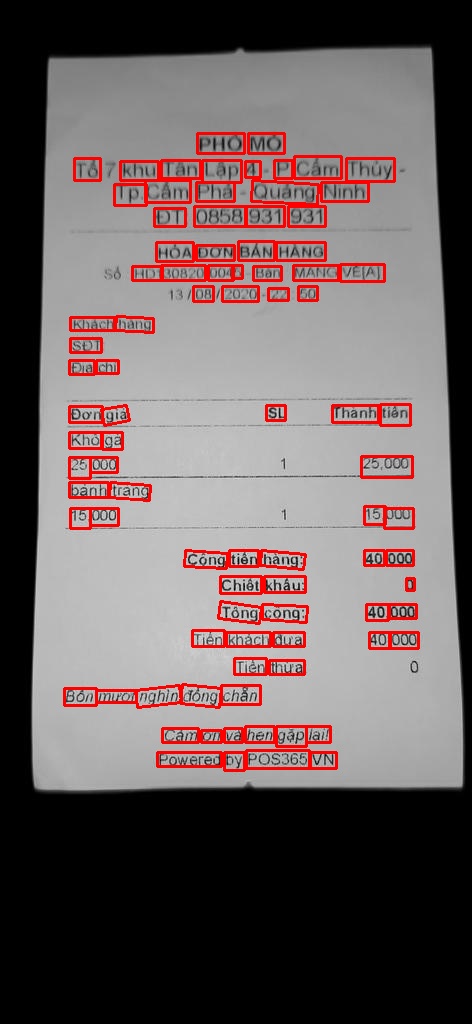 PHỐ MỎ
Tổ 7 khu Tân Lập 4 - P Cẩm Thủy -
Tp Cẩm Phả - Quảng Ninh
ĐT 0858 931 931
HÓA ĐƠN BÁN HÀNG
Số HD130820 - Bàn MANG VỀ[A]
13 / 08 / 2020 - 22 50
Khách hàng
SĐT
Địa chỉ
Đơn giá SL Thành tiền
Khô gà
25,000 1 25,000
bánh tráng
15,000 1 15,000
Cộng tiền hàng: 40,000
Chiết khấu: 0
Tổng cộng: 40,000
Tiền khách đưa 40,000
Tiền thừa 0
Bốn mươi nghìn đồng chẵn
Cảm ơn và hẹn gặp lại!
Powered by POS365 VN